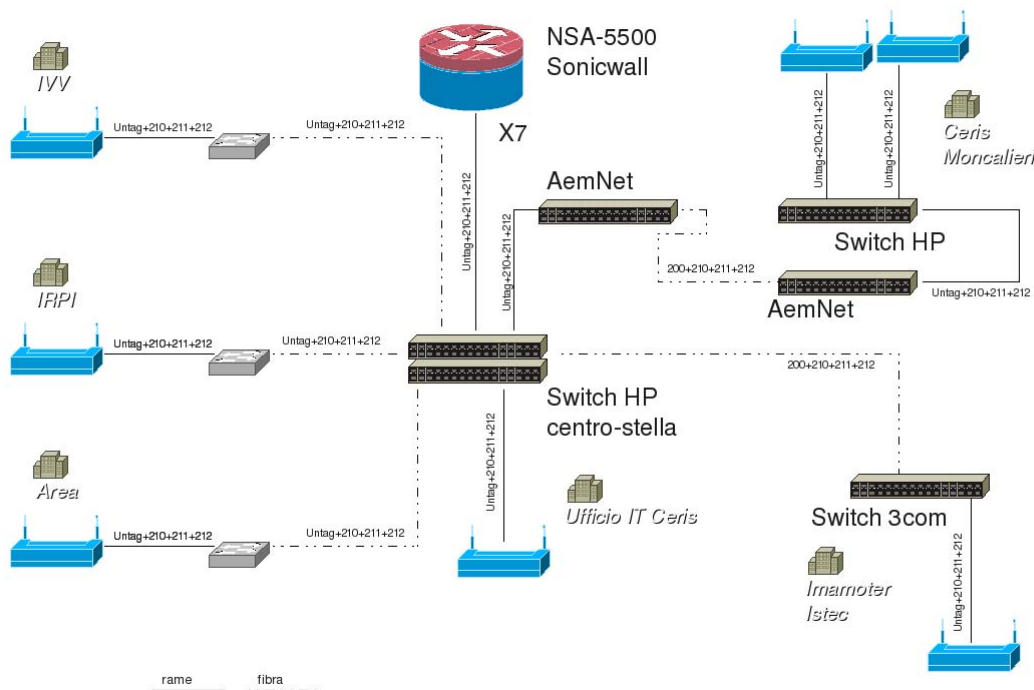 NSA-5500
Sonicwall
IVV
Untag+210+211+212
Untag+210+211+212
X7
Untag+210+211+212
Untag+210+211+212
Ceris
Moncalieri
AemNet
Untag+210+211+212
Untag+210+211+212
Switch HP
200+210+211+212
AemNet
Untag+210+211+212
IRPI
Untag+210+211+212
Untag+210+211+212
200+210+211+212
Switch HP
centro-stella
Untag+210+211+212
Area
Untag+210+211+212
Untag+210+211+212
Ufficio IT Ceris
Switch 3com
Untag+210+211+212
Imamoter
Istec
rame
fibra